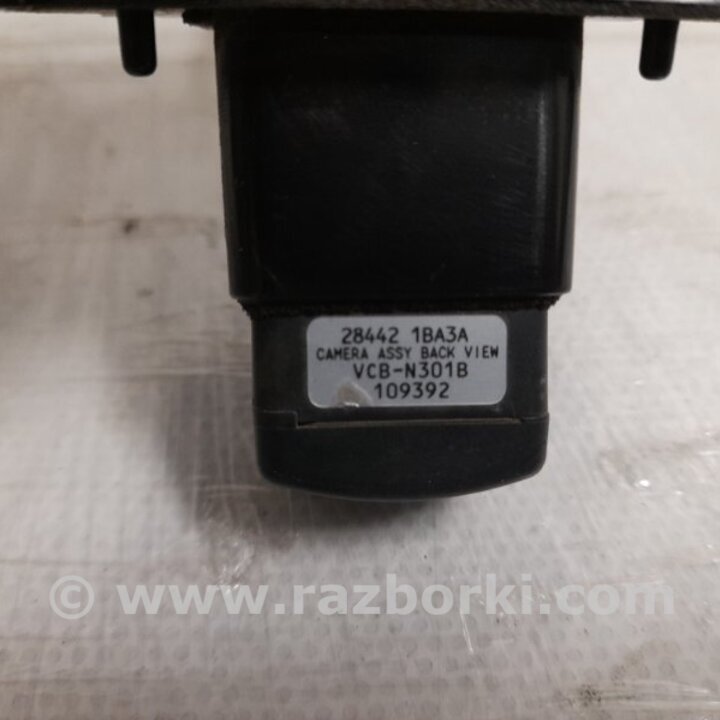 28442 1BA3A
CAMERA ASSY BACK VIEW
VCB-N301B
109392
© www.razborki.com